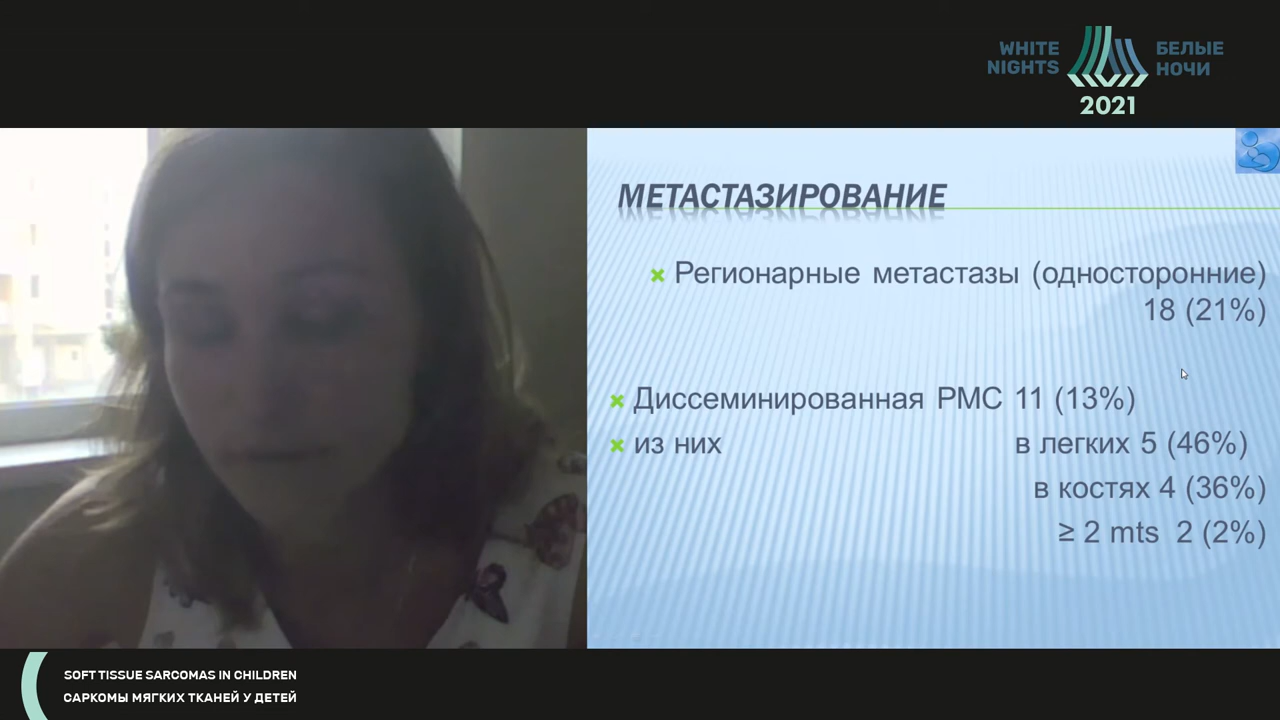 WHITE NIGHTS
БЕЛЫЕ НОЧИ
2021
МЕТАСТАЗИРОВАНИЕ
Регионарные метастазы (односторонние)
18 (21%)
Диссеминированная РМС 11 (13%)
из них в легких 5 (46%)
в костях 4 (36%)
≥ 2 mts 2 (2%)
SOFT TISSUE SARCOMAS IN CHILDREN
САРКОМЫ МЯГКИХ ТКАНЕЙ У ДЕТЕЙ